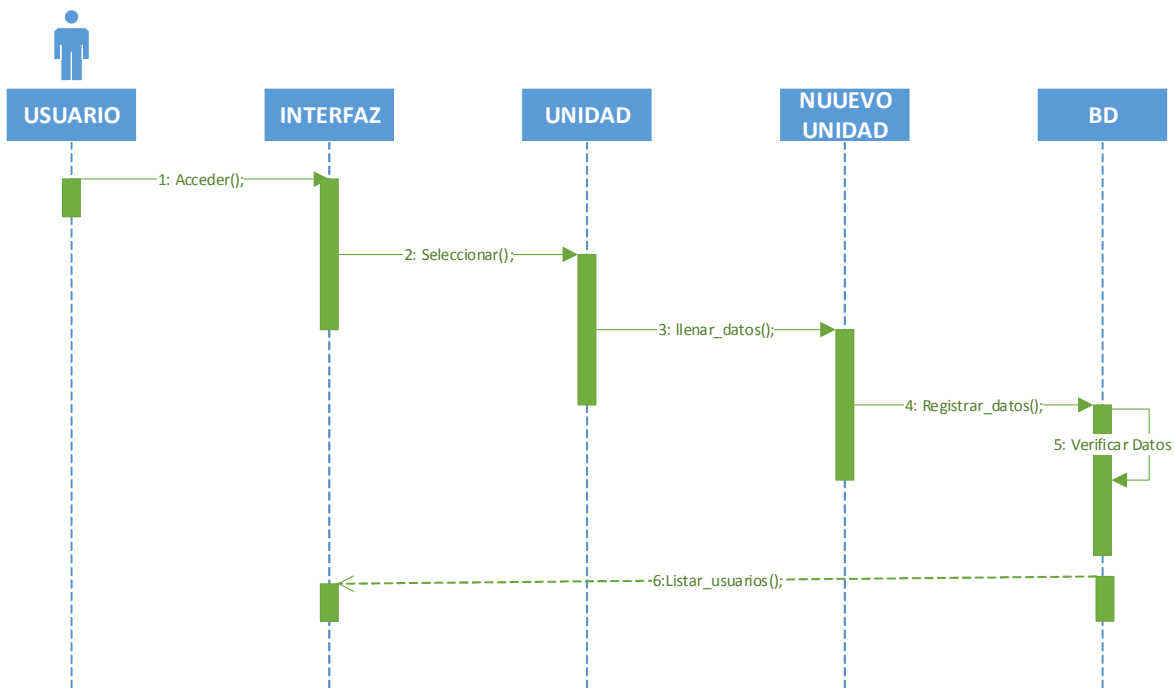 USUARIO
INTERFAZ
UNIDAD
NUUEVO
UNIDAD
BD
1: Acceder();
2: Seleccionar();
3: llenar_datos();
4: Registrar_datos();
5: Verificar Datos
6:Listar_usuarios();